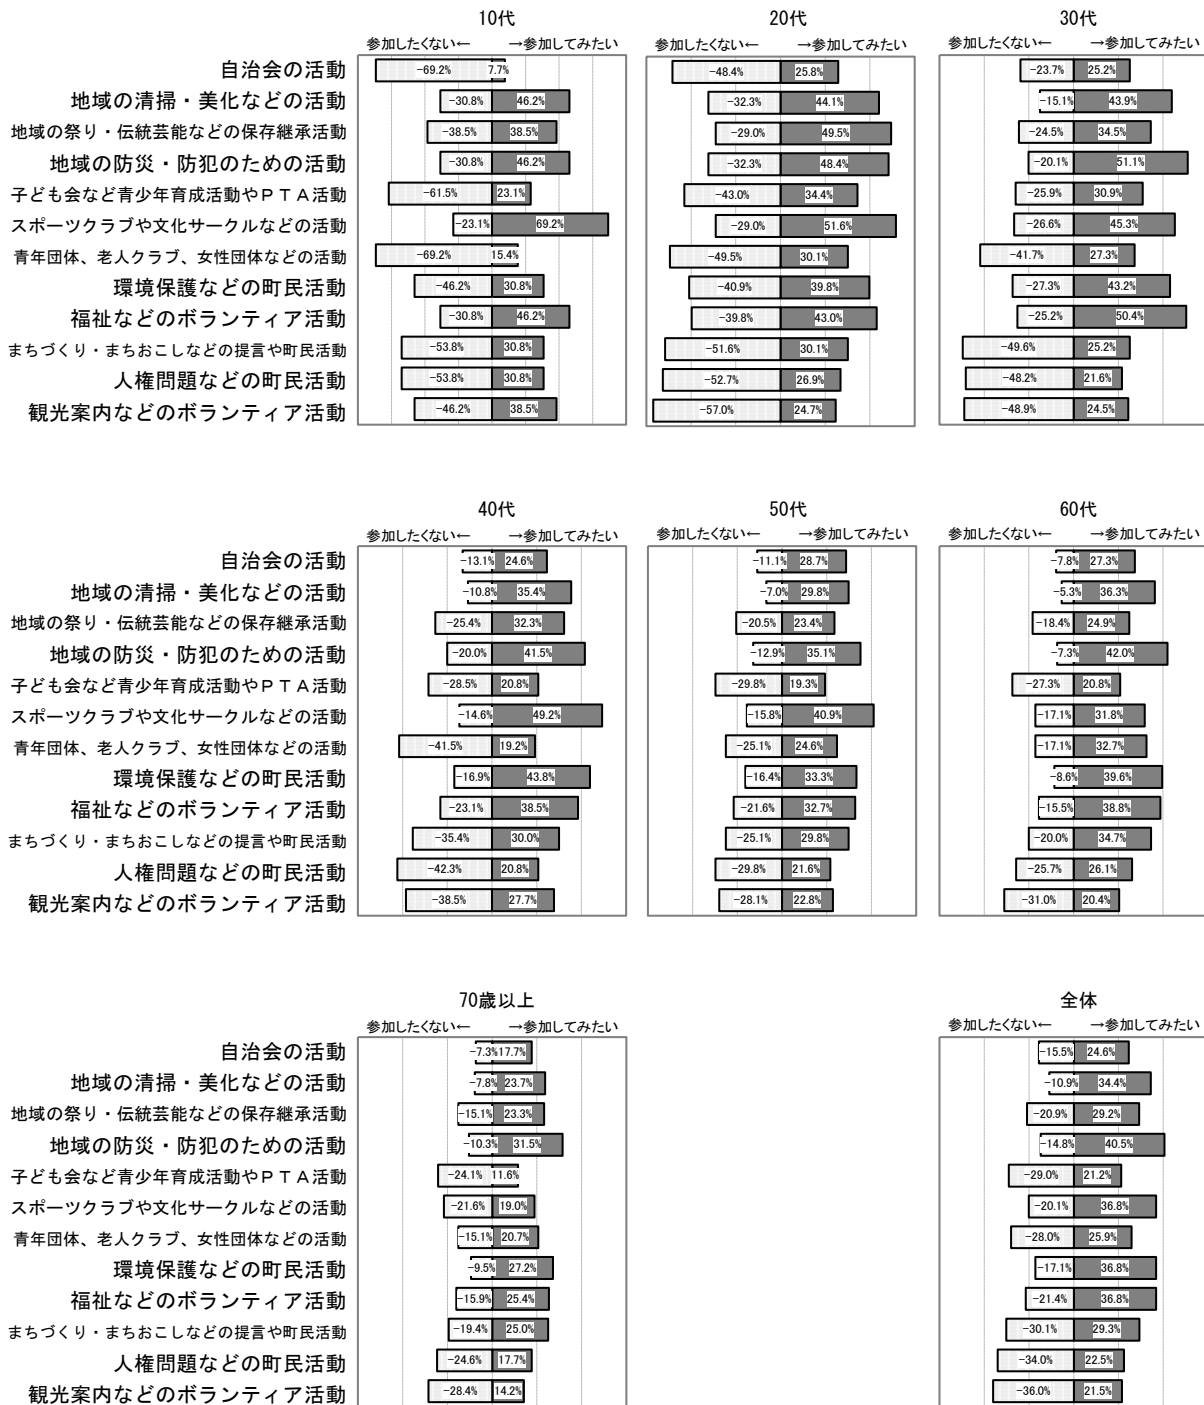 10代 20代 30代
参加したくない← →参加してみたい 参加したくない← →参加してみたい 参加したくない← →参加してみたい
自治会の活動 -69.2% 7.7% -48.4% 25.8% -23.7% 25.2%
地域の清掃・美化などの活動 -30.8% 46.2% -32.3% 44.1% -15.1% 43.9%
地域の祭り・伝統芸能などの保存継承活動 -38.5% 38.5% -29.0% 49.5% -24.5% 34.5%
地域の防災・防犯のための活動 -30.8% 46.2% -32.3% 48.4% -20.1% 51.1%
子ども会など青少年育成活動やPTA活動 -61.5% 23.1% -43.0% 34.4% -25.9% 30.9%
スポーツクラブや文化サークルなどの活動 -23.1% 69.2% -29.0% 51.6% -26.6% 45.3%
青年団体、老人クラブ、女性団体などの活動 -69.2% 15.4% -49.5% 30.1% -41.7% 27.3%
環境保護などの町民活動 -46.2% 30.8% -40.9% 39.8% -27.3% 43.2%
福祉などのボランティア活動 -30.8% 46.2% -39.8% 43.0% -25.2% 50.4%
まちづくり・まちおこしなどの提言や町民活動 -53.8% 30.8% -51.6% 30.1% -49.6% 25.2%
人権問題などの町民活動 -53.8% 30.8% -52.7% 26.9% -48.2% 21.6%
観光案内などのボランティア活動 -46.2% 38.5% -57.0% 24.7% -48.9% 24.5%
40代 50代 60代
参加したくない← →参加してみたい 参加したくない← →参加してみたい 参加したくない← →参加してみたい
自治会の活動 -13.1% 24.6% -11.1% 28.7% -7.8% 27.3%
地域の清掃・美化などの活動 -10.8% 35.4% -7.0% 29.8% -5.3% 36.3%
地域の祭り・伝統芸能などの保存継承活動 -25.4% 32.3% -20.5% 23.4% -18.4% 24.9%
地域の防災・防犯のための活動 -20.0% 41.5% -12.9% 35.1% -7.3% 42.0%
子ども会など青少年育成活動やPTA活動 -28.5% 20.8% -29.8% 19.3% -27.3% 20.8%
スポーツクラブや文化サークルなどの活動 -14.6% 49.2% -15.8% 40.9% -17.1% 31.8%
青年団体、老人クラブ、女性団体などの活動 -41.5% 19.2% -25.1% 24.6% -17.1% 32.7%
環境保護などの町民活動 -16.9% 43.8% -16.4% 33.3% -8.6% 39.6%
福祉などのボランティア活動 -23.1% 38.5% -21.6% 32.7% -15.5% 38.8%
まちづくり・まちおこしなどの提言や町民活動 -35.4% 30.0% -25.1% 29.8% -20.0% 34.7%
人権問題などの町民活動 -42.3% 20.8% -29.8% 21.6% -25.7% 26.1%
観光案内などのボランティア活動 -38.5% 27.7% -28.1% 22.8% -31.0% 20.4%
70歳以上 全体
参加したくない← →参加してみたい 参加したくない← →参加してみたい
自治会の活動 -7.3% 17.7% -15.5% 24.6%
地域の清掃・美化などの活動 -7.8% 23.7% -10.9% 34.4%
地域の祭り・伝統芸能などの保存継承活動 -15.1% 23.3% -20.9% 29.2%
地域の防災・防犯のための活動 -10.3% 31.5% -14.8% 40.5%
子ども会など青少年育成活動やPTA活動 -24.1% 11.6% -29.0% 21.2%
スポーツクラブや文化サークルなどの活動 -21.6% 19.0% -20.1% 36.8%
青年団体、老人クラブ、女性団体などの活動 -15.1% 20.7% -28.0% 25.9%
環境保護などの町民活動 -9.5% 27.2% -17.1% 36.8%
福祉などのボランティア活動 -15.9% 25.4% -21.4% 36.8%
まちづくり・まちおこしなどの提言や町民活動 -19.4% 25.0% -30.1% 29.3%
人権問題などの町民活動 -24.6% 17.7% -34.0% 22.5%
観光案内などのボランティア活動 -28.4% 14.2% -36.0% 21.5%